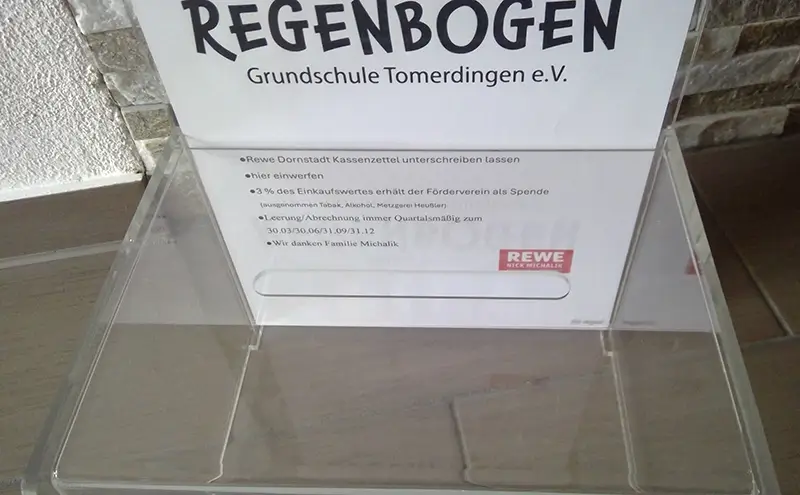 REGENBOGEN
Grundschule Tomerdingen e.V.
•Rewe Dornstadt Kassenzettel unterschreiben lassen
•hier einwerfen
•3 % des Einkaufswertes erhält der Förderverein als Spende
(ausgenommen Tabak, Alkohol, Metzgerei Heußler)
•Leerung/Abrechnung immer Quartalsmäßig zum
30.03/30,06/31,09/31.12
•Wir danken Familie Michalik
REWE
NICK MICHALIK